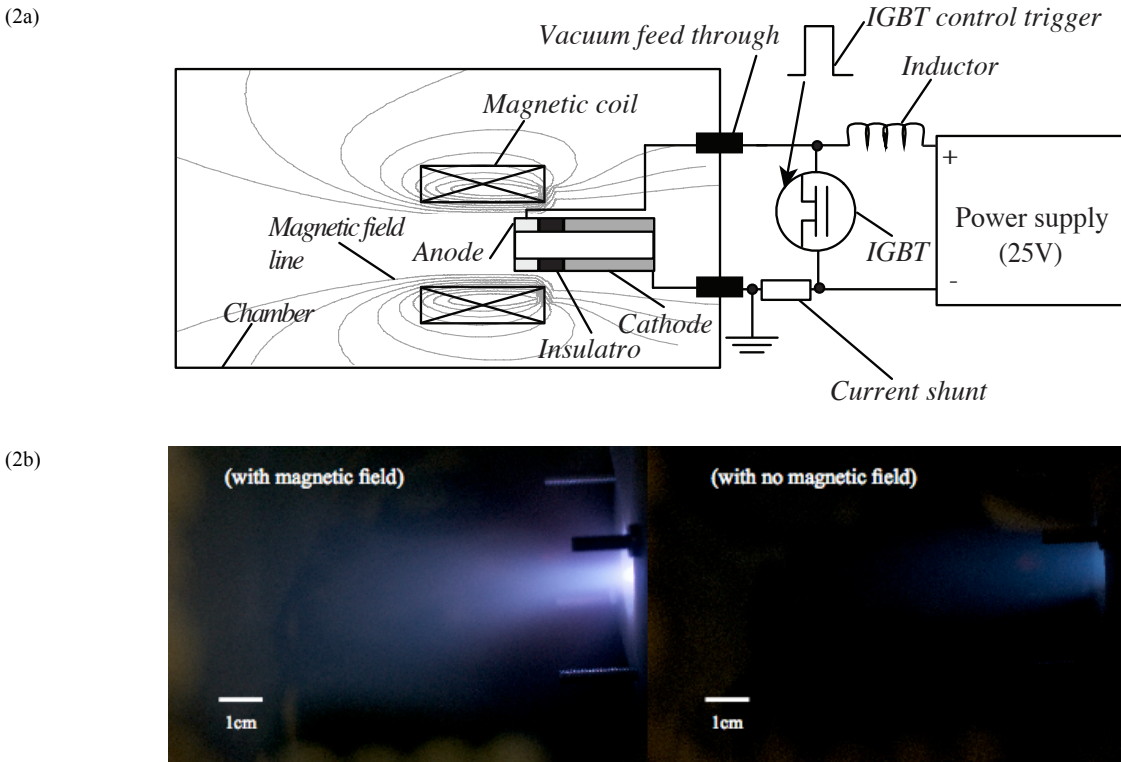 (2a)
IGBT control trigger
Vacuum feed through
Inductor
Magnetic coil
+
Magnetic field
line
Anode
Power supply
(25V)
IGBT
-
Chamber
Cathode
Insulatro
Current shunt
(2b)
(with magnetic field)
(with no magnetic field)
1cm
1cm